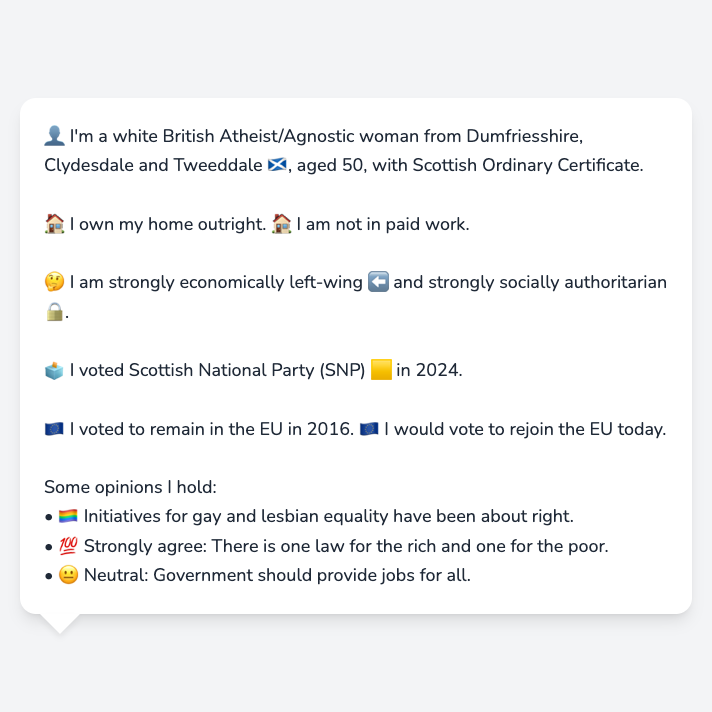 👤 I'm a white British Atheist/Agnostic woman from Dumfriesshire,
Clydesdale and Tweeddale 🏴󠁧󠁢󠁳󠁣󠁴󠁿, aged 50, with Scottish Ordinary Certificate.
🏠 I own my home outright. 🏠 I am not in paid work.
🤔 I am strongly economically left-wing ⬅️ and strongly socially authoritarian
🔒.
🗳️ I voted Scottish National Party (SNP) 🟨 in 2024.
🇪🇺 I voted to remain in the EU in 2016. 🇪🇺 I would vote to rejoin the EU today.
Some opinions I hold:
• 🏳️‍🌈 Initiatives for gay and lesbian equality have been about right.
• 💯 Strongly agree: There is one law for the rich and one for the poor.
• 😐 Neutral: Government should provide jobs for all.